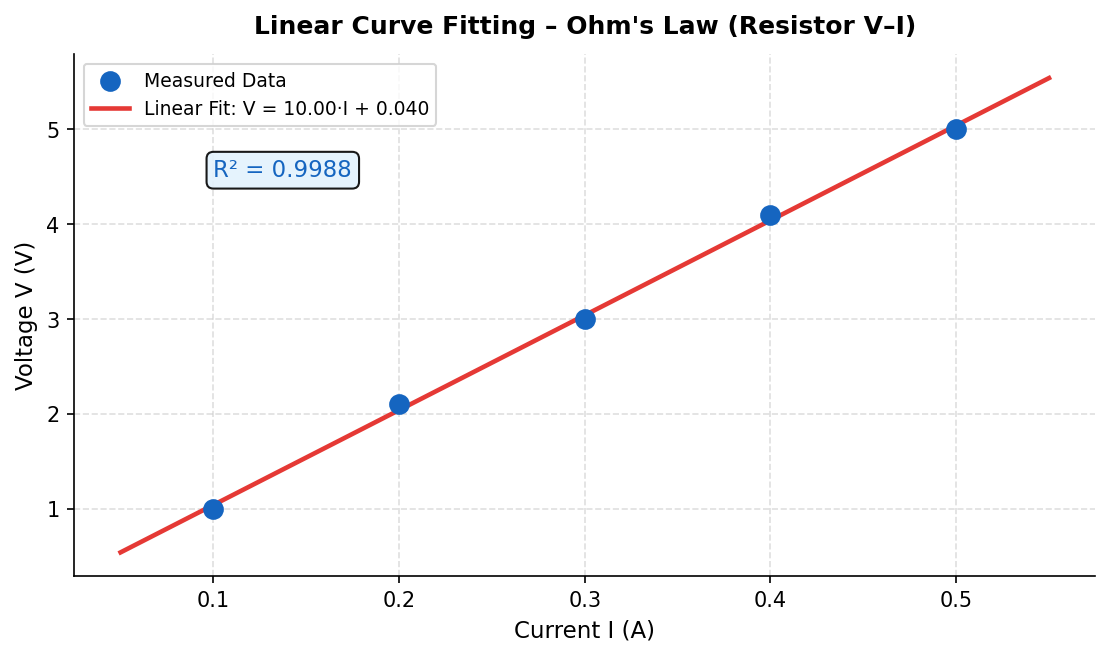 Linear Curve Fitting – Ohm's Law (Resistor V–I)
Measured Data
Linear Fit: V = 10.00·I + 0.040
R² = 0.9988
Voltage V (V)
5
4
3
2
1
0.1 0.2 0.3 0.4 0.5
Current I (A)